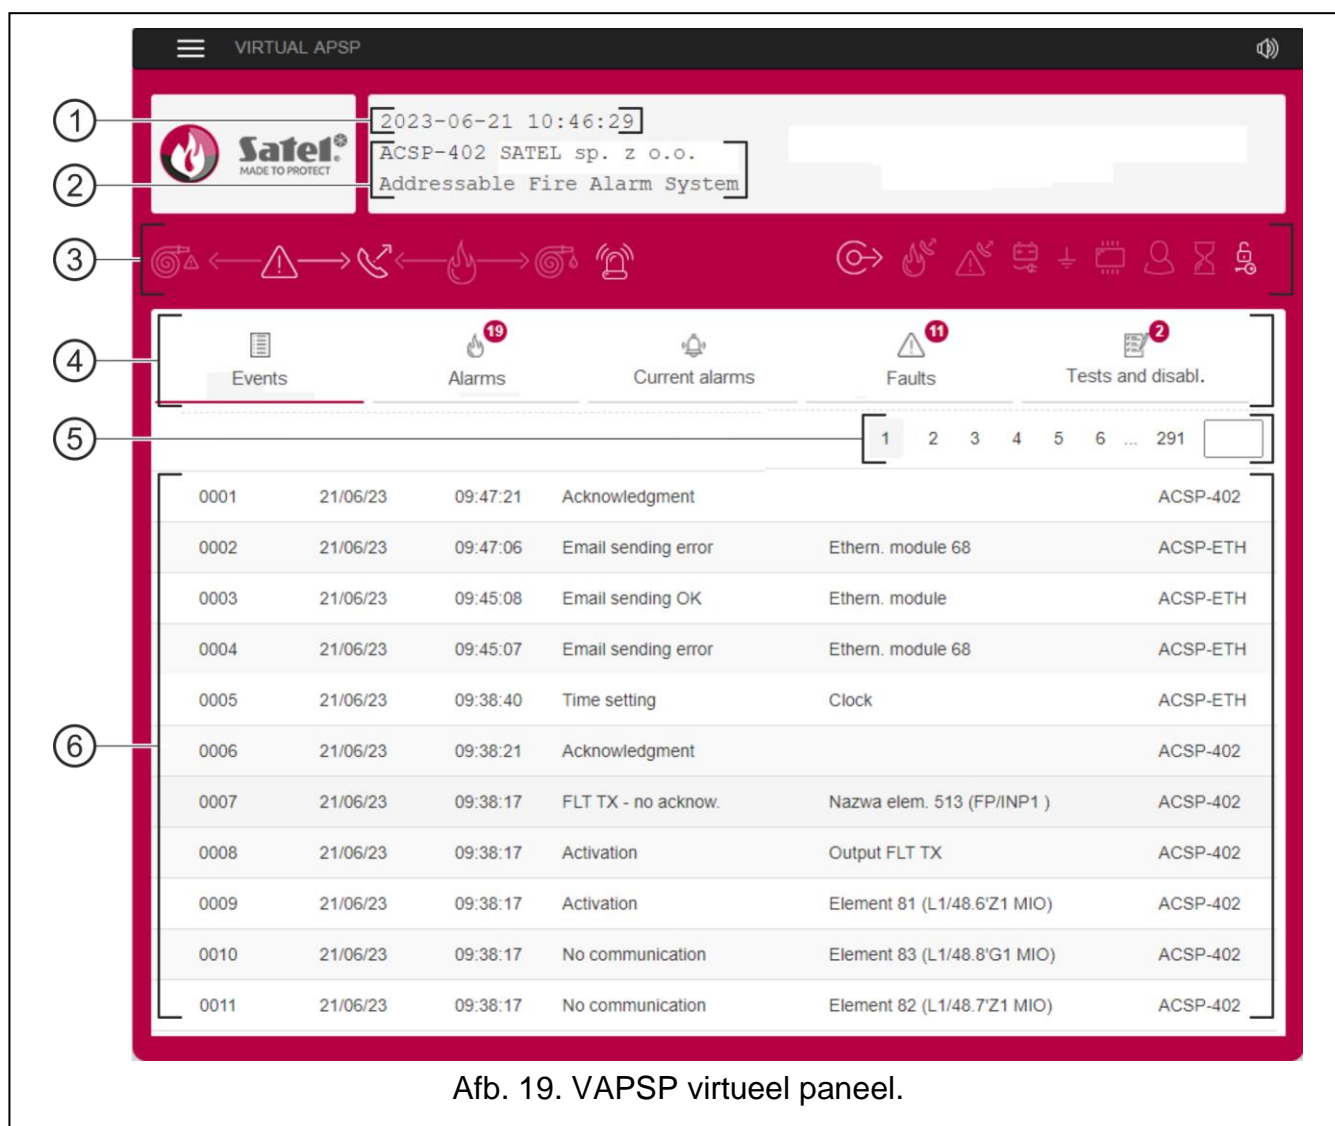 VIRTUAL APSP
1
2023-06-21 10:46:29
Satel®
MADE TO PROTECT
2
ACSP-402 SATEL sp. z o.o.
Addressable Fire Alarm System
3
4
Events
19
Alarms
Current alarms
11
Faults
2
Tests and disabl.
5
1 2 3 4 5 6 ... 291
6
0001 21/06/23 09:47:21 Acknowledgment ACSP-402
0002 21/06/23 09:47:06 Email sending error Ethern. module 68 ACSP-ETH
0003 21/06/23 09:45:08 Email sending OK Ethern. module ACSP-ETH
0004 21/06/23 09:45:07 Email sending error Ethern. module 68 ACSP-ETH
0005 21/06/23 09:38:40 Time setting Clock ACSP-ETH
0006 21/06/23 09:38:21 Acknowledgment ACSP-402
0007 21/06/23 09:38:17 FLT TX - no acknow. Nazwa elem. 513 (FP/INP1 ) ACSP-402
0008 21/06/23 09:38:17 Activation Output FLT TX ACSP-402
0009 21/06/23 09:38:17 Activation Element 81 (L1/48.6'Z1 MIO) ACSP-402
0010 21/06/23 09:38:17 No communication Element 83 (L1/48.8'G1 MIO) ACSP-402
0011 21/06/23 09:38:17 No communication Element 82 (L1/48.7'Z1 MIO) ACSP-402
Afb. 19. VAPSP virtueel paneel.